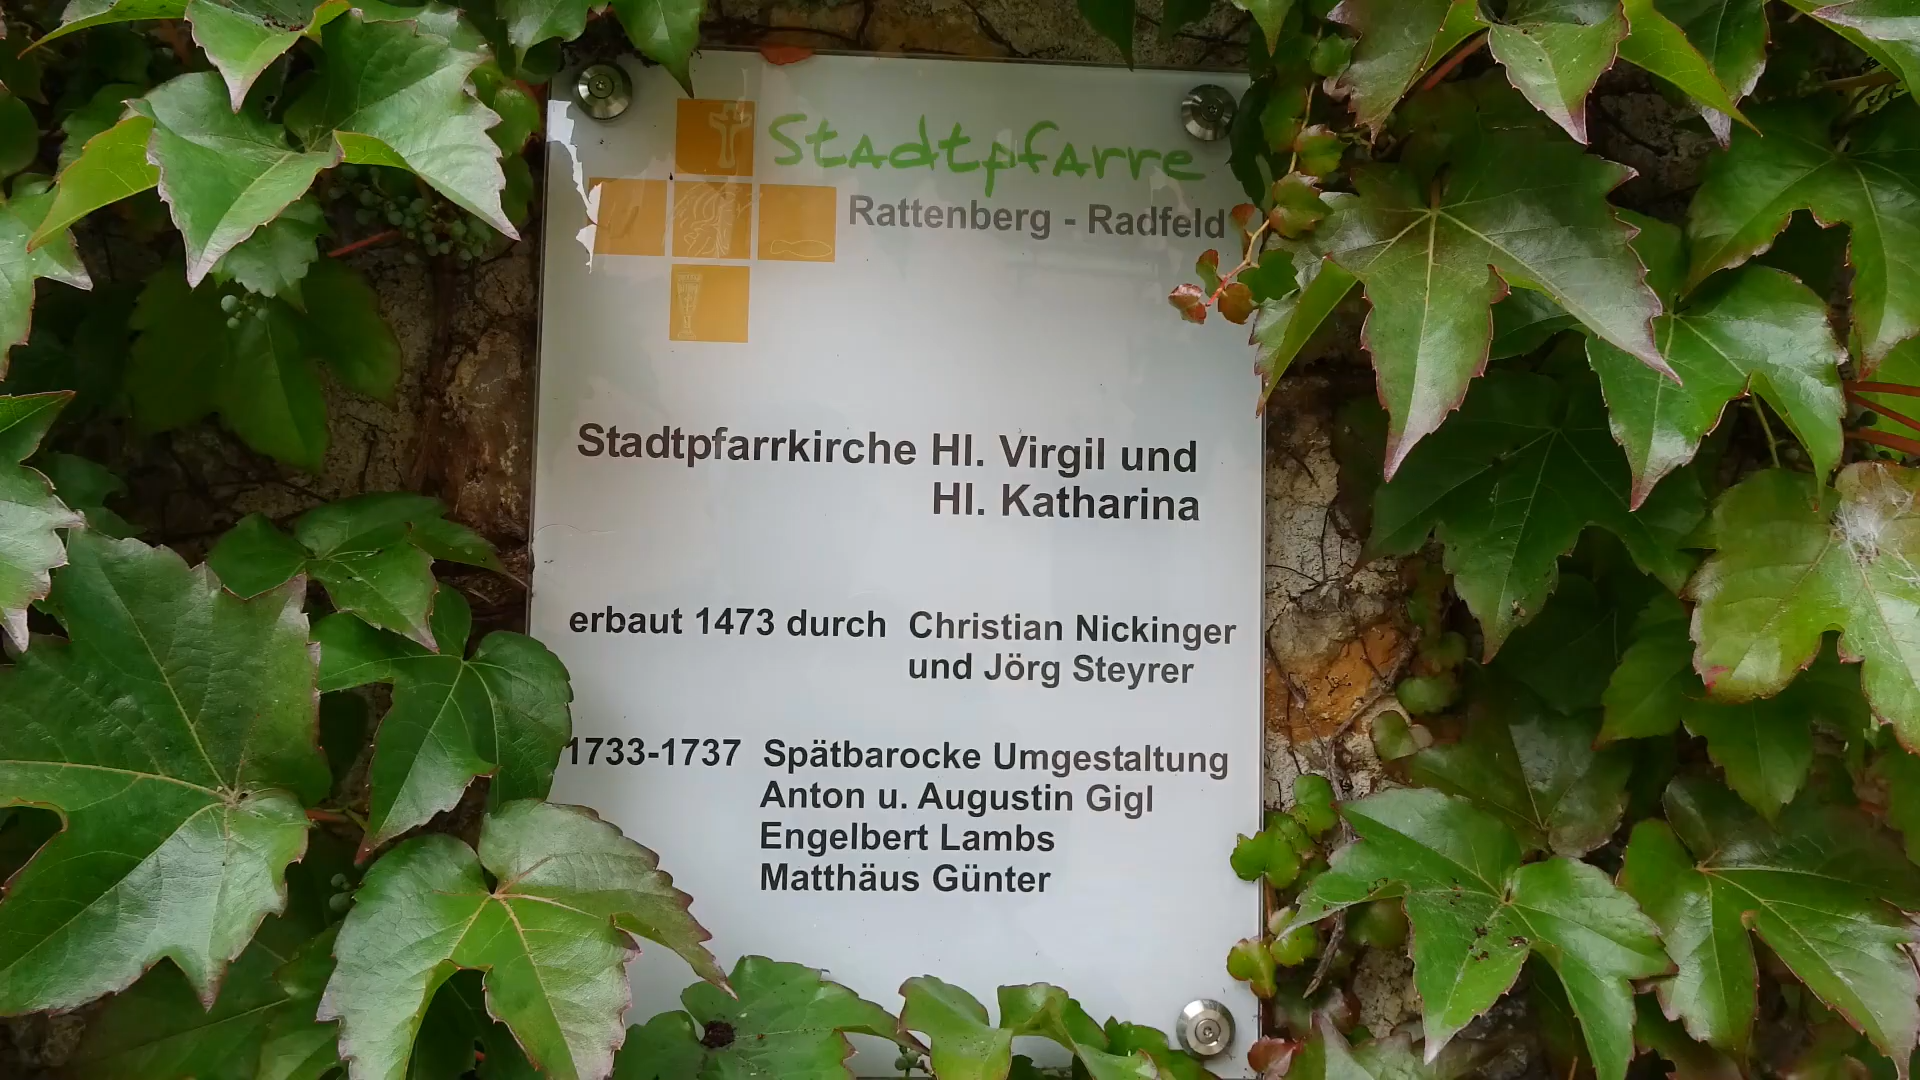 Stadtpfarre
Rattenberg - Radfeld
Stadtpfarrkirche Hl. Virgil und
Hl. Katharina
erbaut 1473 durch Christian Nickinger
und Jörg Steyrer
1733-1737 Spätbarocke Umgestaltung
Anton u. Augustin Gigl
Engelbert Lambs
Matthäus Günter